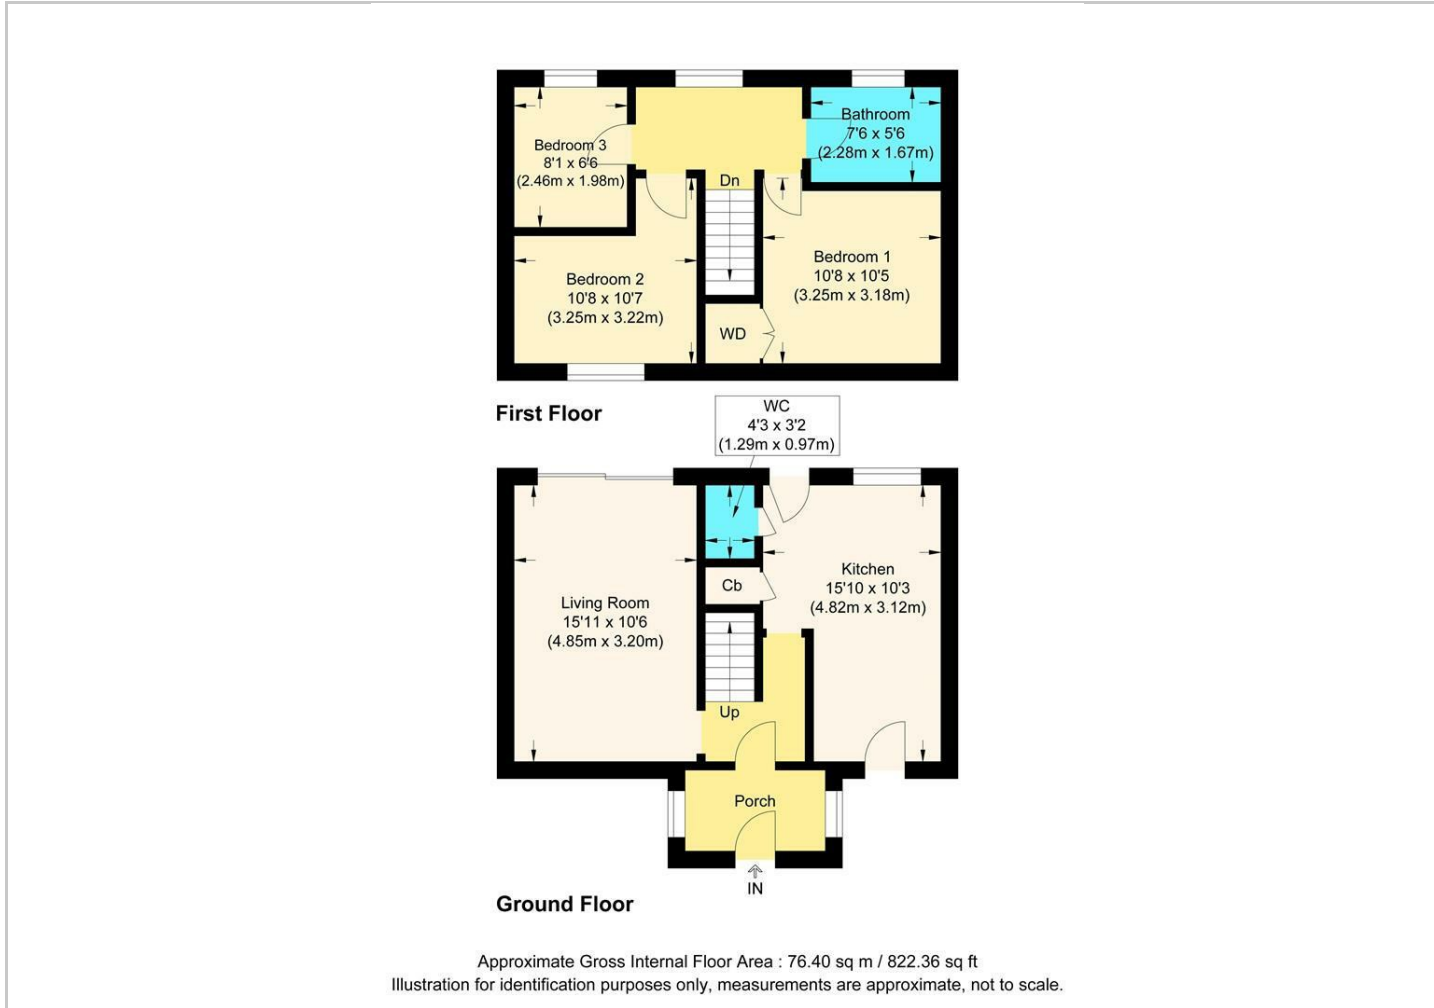 Bedroom 3
8'1 x 6'6
(2.46m x 1.98m)
Bathroom
7'6 x 5'6
(2.28m x 1.67m)
Dn
Bedroom 2
10'8 x 10'7
(3.25m x 3.22m)
WD
Bedroom 1
10'8 x 10'5
(3.25m x 3.18m)
First Floor
WC
4'3 x 3'2
(1.29m x 0.97m)
Living Room
15'11 x 10'6
(4.85m x 3.20m)
Cb
Kitchen
15'10 x 10'3
(4.82m x 3.12m)
Up
Porch
IN
Ground Floor
Approximate Gross Internal Floor Area : 76.40 sq m / 822.36 sq ft
Illustration for identification purposes only, measurements are approximate, not to scale.